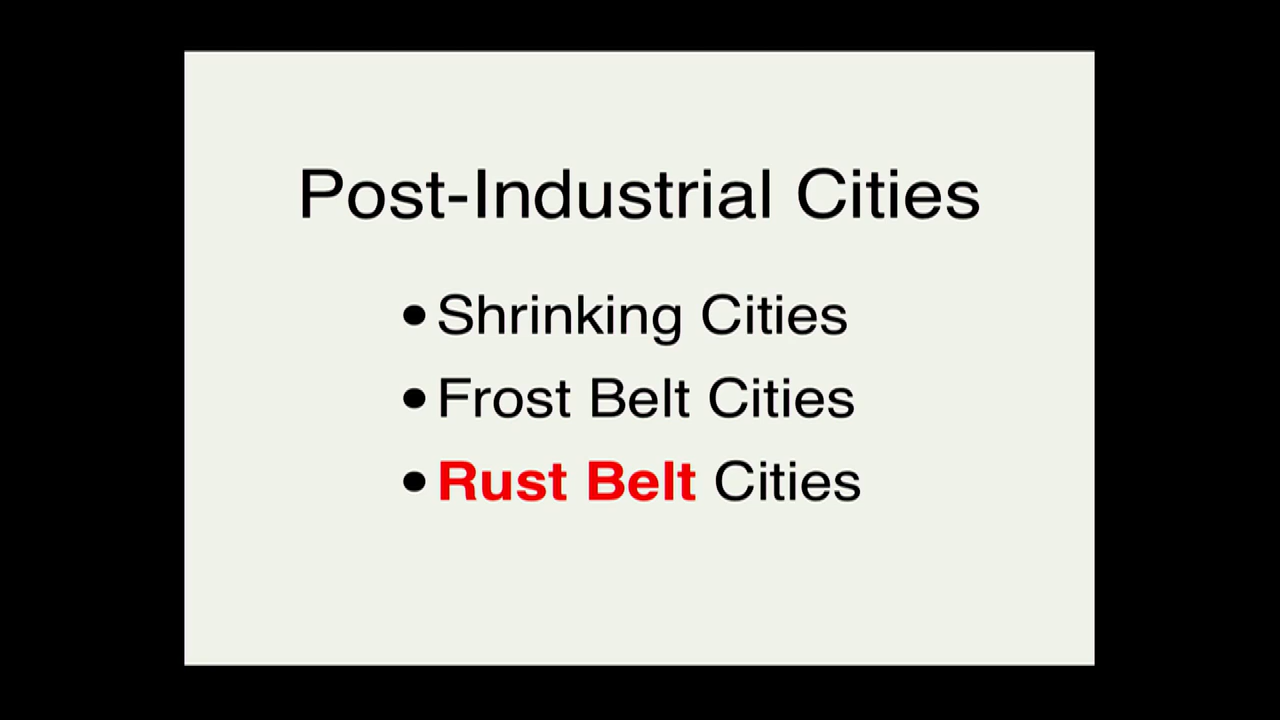 Post-Industrial Cities
• Shrinking Cities
• Frost Belt Cities
• Rust Belt Cities